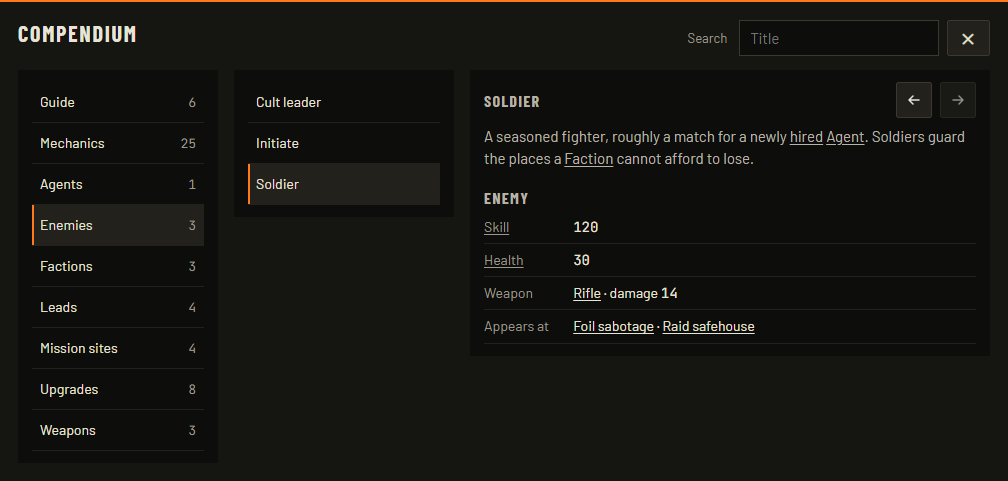 COMPENDIUM
Search
Title
Guide 6
Mechanics 25
Agents 1
Enemies 3
Factions 3
Leads 4
Mission sites 4
Upgrades 8
Weapons 3
Cult leader
Initiate
Soldier
SOLDIER
A seasoned fighter, roughly a match for a newly hired Agent. Soldiers guard
the places a Faction cannot afford to lose.
ENEMY
Skill 120
Health 30
Weapon Rifle · damage 14
Appears at Foil sabotage · Raid safehouse